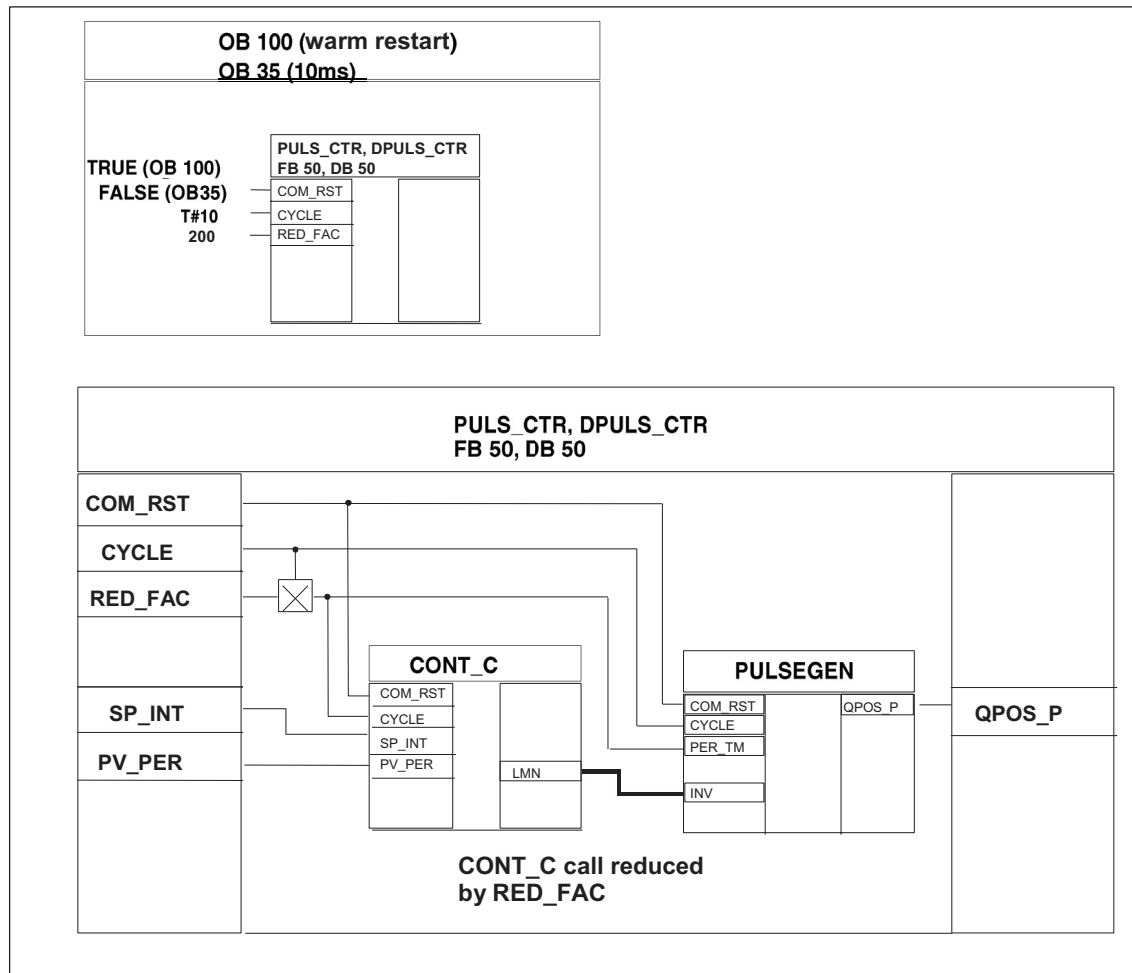 OB 100 (warm restart)
OB 35 (10ms)
PULS_CTR, DPULS_CTR
FB 50, DB 50
TRUE (OB 100)
FALSE (OB35)
COM_RST
T#10
CYCLE
200
RED_FAC
PULS_CTR, DPULS_CTR
FB 50, DB 50
COM_RST
CYCLE
RED_FAC
CONT_C
PULSEGEN
COM_RST
CYCLE
SP_INT
PV_PER
LMN
COM_RST
QPOS_P
CYCLE
PER_TM
INV
SP_INT
QPOS_P
PV_PER
CONT_C call reduced
by RED_FAC